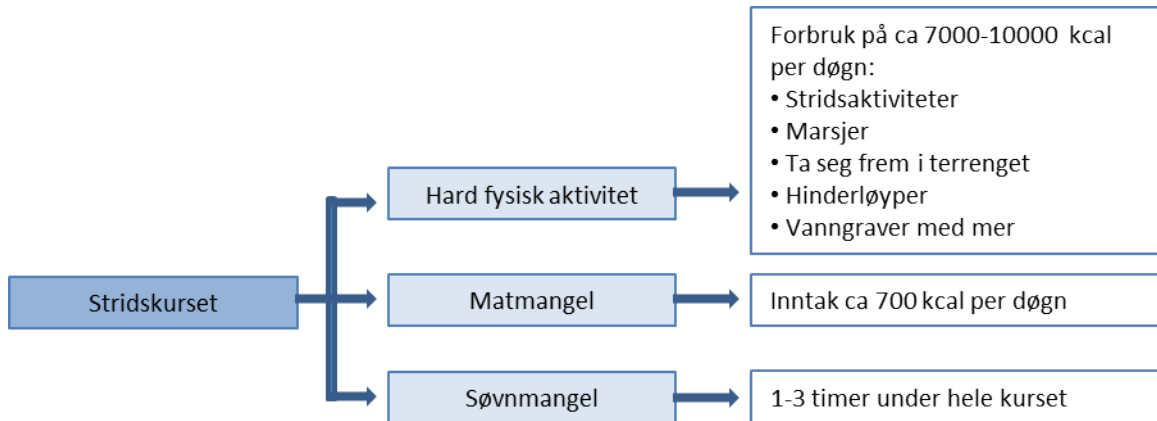 Stridskurset
Hard fysisk aktivitet
Forbruk på ca 7000-10000 kcal
per døgn:
• Stridsaktiviteter
• Marsjer
• Ta seg frem i terrenget
• Hinderløyper
• Vanngraver med mer
Matmangel
Inntak ca 700 kcal per døgn
Søvnmangel
1-3 timer under hele kurset